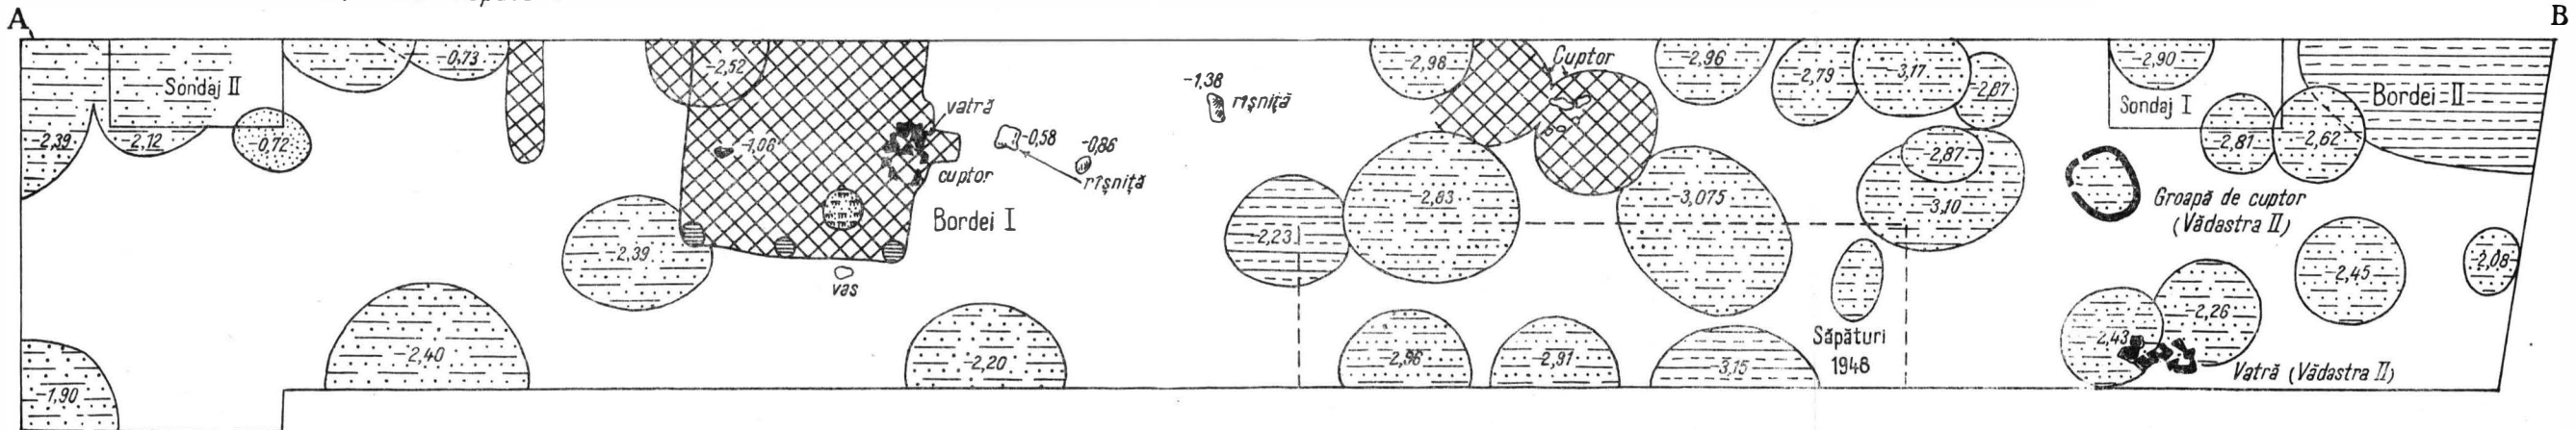 A
B
Sondaj II
-2,39
-2,12
-0,72
-0,73
-2,52
-1,06
vatră
cuptor
Bordei I
vas
-0,58
-0,86
rîşniţă
-1,38
rîşniţă
-2,39
-2,40
-1,90
-2,20
-2,98
Cuptor
-2,96
-2,79
-3,17
-2,87
-2,90
Sondaj I
Bordei II
-2,81
-2,62
-2,83
-3,075
-2,87
-3,10
-2,23
Groapă de cuptor
(Vădastra II)
-2,45
-2,08
-2,26
-2,43
Săpături
1948
-2,96
-2,91
-3,15
Vatră (Vădastra II)